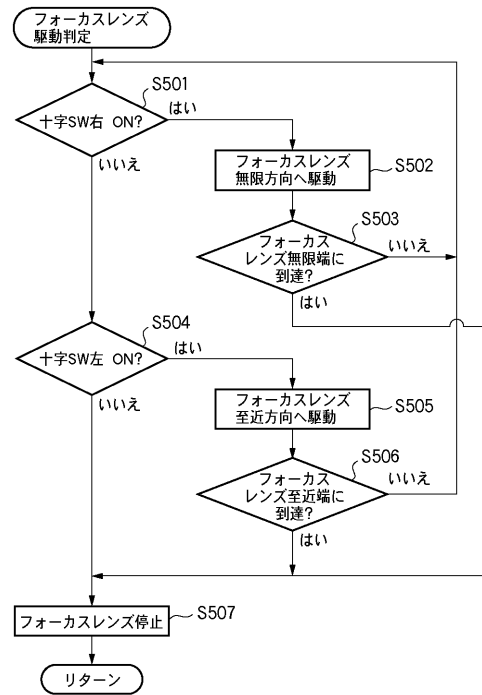 フォーカスレンズ
駆動判定
S501
十字SW右 ON?
はい
いいえ
フォーカスレンズ
無限方向へ駆動
S502
S503
フォーカス
レンズ無限端に
到達?
いいえ
はい
S504
十字SW左 ON?
はい
いいえ
フォーカスレンズ
至近方向へ駆動
S505
S506
フォーカス
レンズ至近端に
到達?
いいえ
はい
フォーカスレンズ停止
S507
リターン